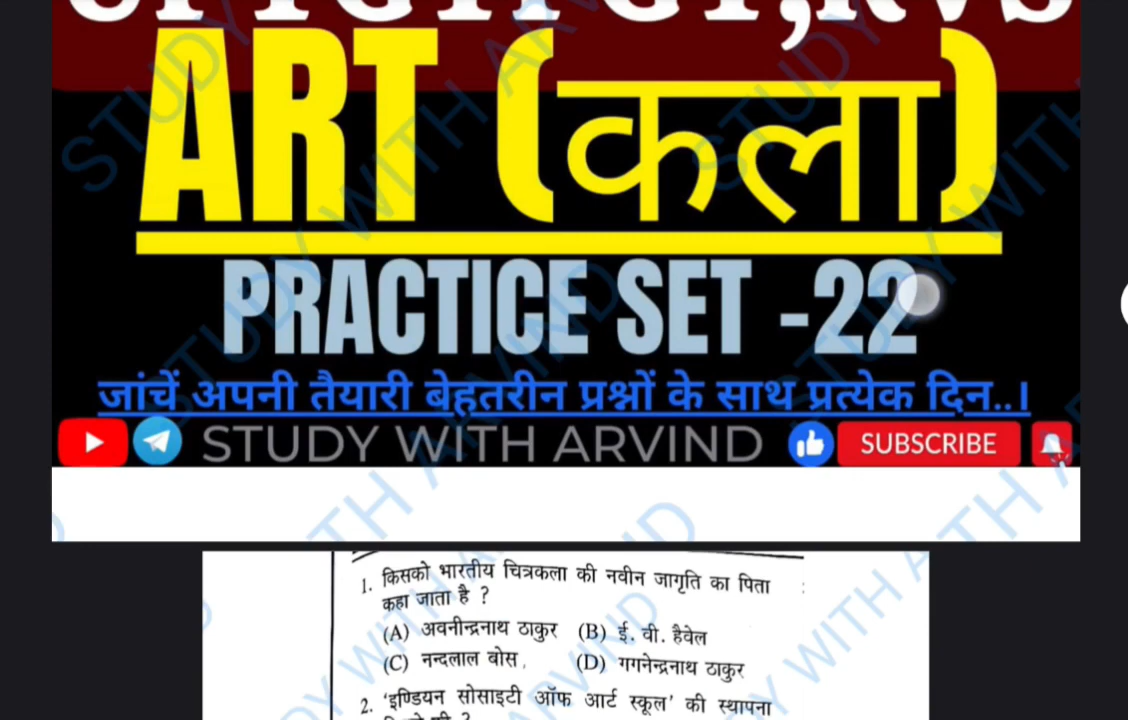 ART (कला)
PRACTICE SET -22
जांचें अपनी तैयारी बेहतरीन प्रश्नों के साथ प्रत्येक दिन..।
STUDY WITH ARVIND SUBSCRIBE
1. किसको भारतीय चित्रकला की नवीन जागृति का पिता
कहा जाता है ?
(A) अवनीन्द्रनाथ ठाकुर (B) ई. वी. हैवेल
(C) नन्दलाल बोस (D) गगनेन्द्रनाथ ठाकुर
2. ‘इण्डियन सोसाइटी ऑफ आर्ट स्कूल’ की स्थापना